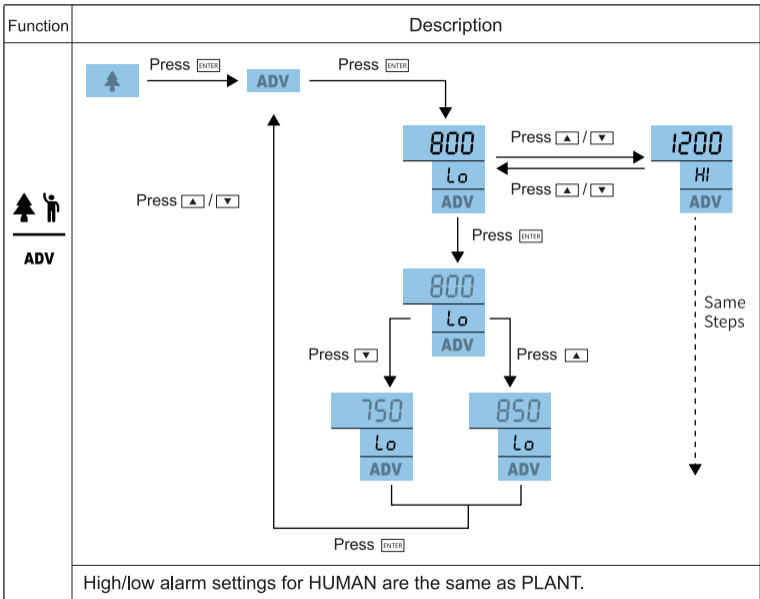 Function
Description
Press ENTER
ADV
Press ENTER
800
Lo
ADV
Press ▲ / ▼
Press ▲ / ▼
1200
HI
ADV
Press ▲ / ▼
ADV
Press ENTER
800
Lo
ADV
Same
Steps
Press ▼
Press ▲
750
Lo
ADV
850
Lo
ADV
Press ENTER
High/low alarm settings for HUMAN are the same as PLANT.